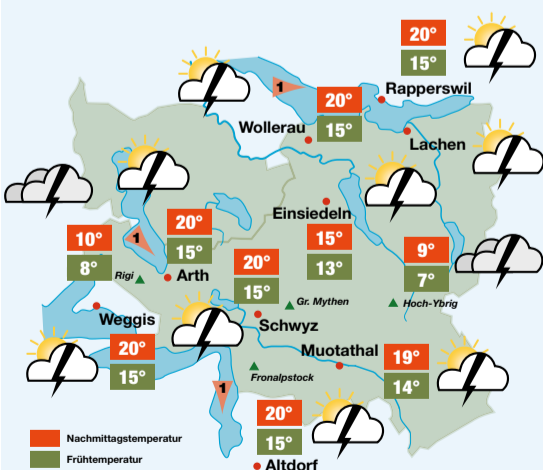 20°
15°
Rapperswil
1
20°
15°
Wollerau
Lachen
Einsiedeln
20°
15°
1
10°
8°
Rigi
Arth
15°
13°
9°
7°
Hoch-Ybrig
20°
15°
Gr. Mythen
Schwyz
Weggis
20°
15°
Muotathal
19°
14°
Fronalpstock
1
20°
15°
Altdorf
Nachmittagstemperatur
Frühtemperatur